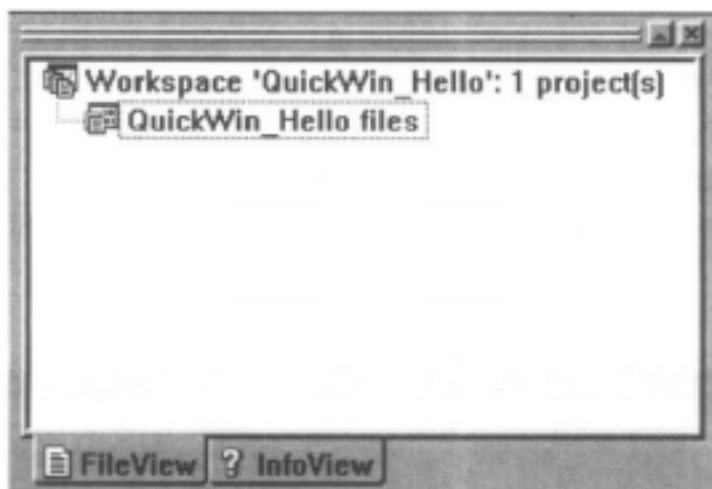 Workspace 'QuickWin_Hello': 1 project(s)
QuickWin_Hello files
FileView ? InfoView